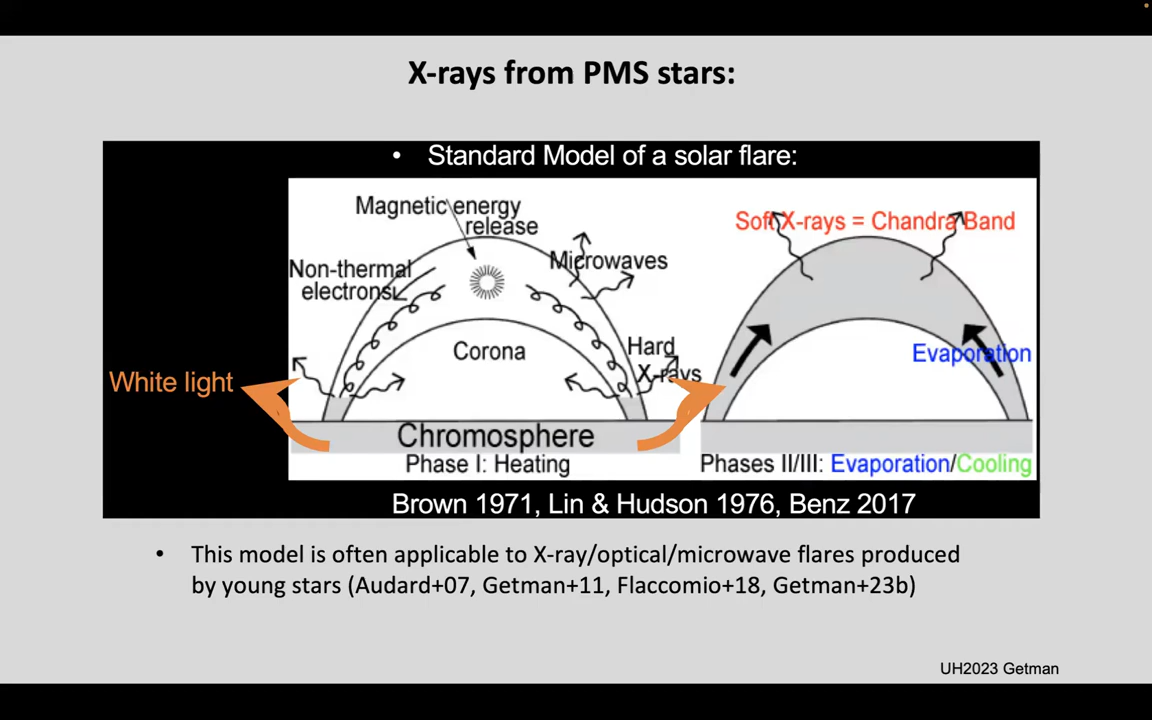 X-rays from PMS stars:
• Standard Model of a solar flare:
Magnetic energy
release
Non-thermal
electrons
Microwaves
Corona
Hard
X-rays
White light
Chromosphere
Phase I: Heating
Soft X-rays = Chandra Band
Evaporation
Phases II/III: Evaporation/Cooling
Brown 1971, Lin & Hudson 1976, Benz 2017
• This model is often applicable to X-ray/optical/microwave flares produced
by young stars (Audard+07, Getman+11, Flaccomio+18, Getman+23b)
UH2023 Getman